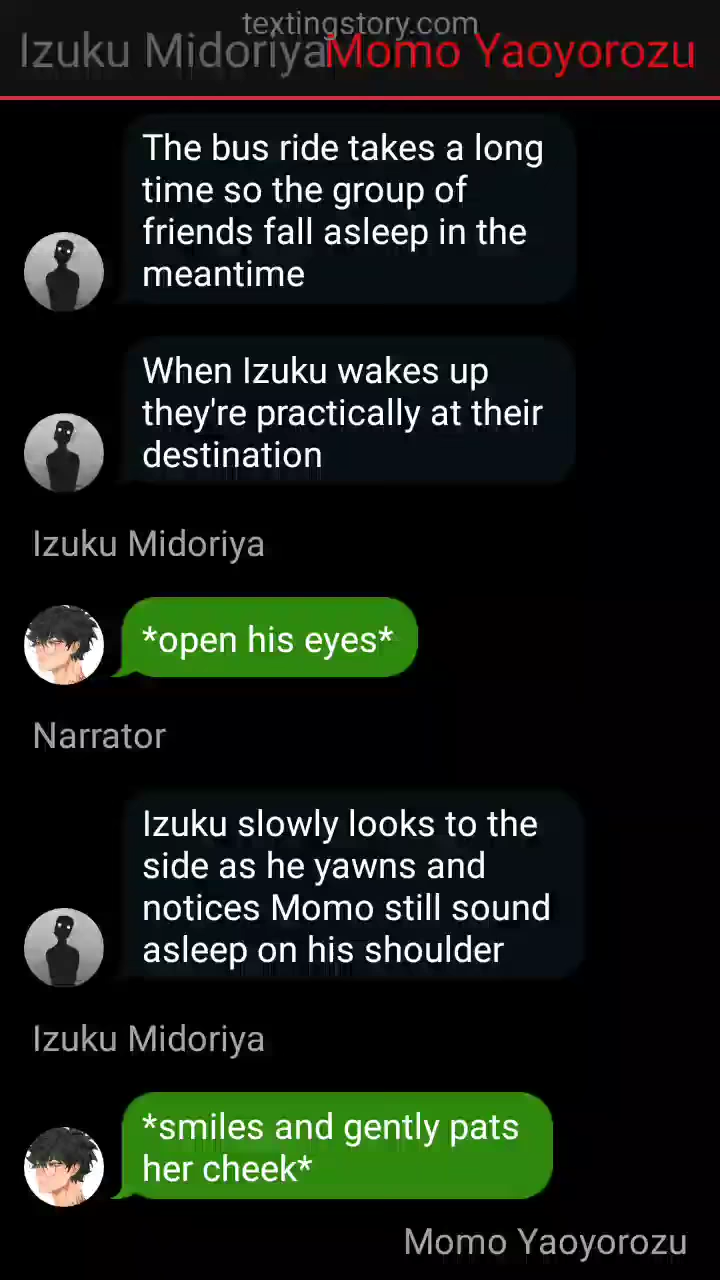 textingstory.com
Izuku Midoriya Momo Yaoyorozu
The bus ride takes a long
time so the group of
friends fall asleep in the
meantime
When Izuku wakes up
they're practically at their
destination
Izuku Midoriya
*open his eyes*
Narrator
Izuku slowly looks to the
side as he yawns and
notices Momo still sound
asleep on his shoulder
Izuku Midoriya
*smiles and gently pats
her cheek*
Momo Yaoyorozu